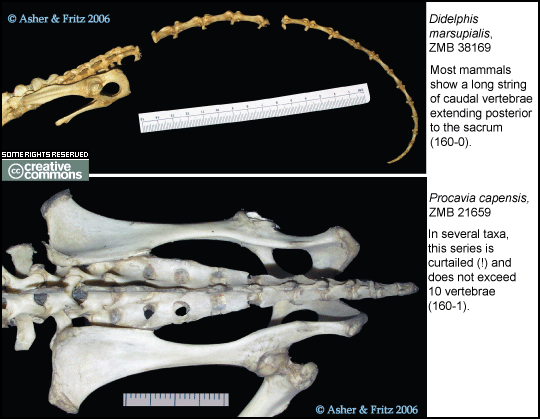 © Asher & Fritz 2006
Didelphis
marsupialis,
ZMB 38169
Most mammals
show a long string
of caudal vertebrae
extending posterior
to the sacrum
(160-0).
SOME RIGHTS RESERVED
cc creative
commons
Procavia capensis,
ZMB 21659
In several taxa,
this series is
curtailed (!) and
does not exceed
10 vertebrae
(160-1).
© Asher & Fritz 2006